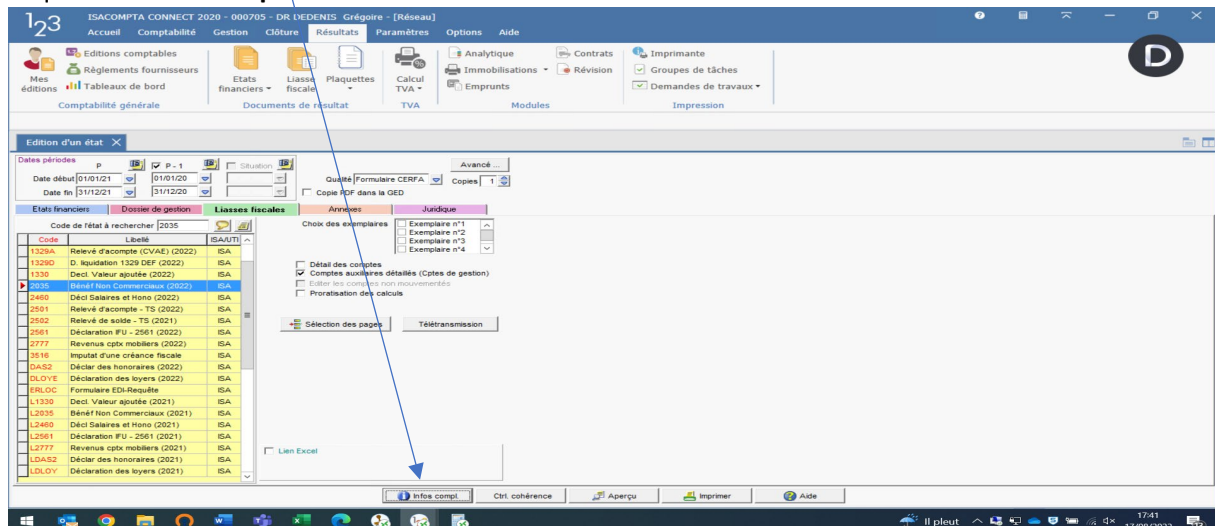 123 ISACOMPTA CONNECT 2020 - 000705 - DR DEDENIS Grégoire - [Réseau]
Accueil Comptabilité Gestion Clôture Résultats Paramètres Options Aide
Mes éditions
Editions comptables
Règlements fournisseurs
Tableaux de bord
Comptabilité générale
Etats financiers
Liasse fiscale
Plaquettes
Documents de résultat
Calcul TVA
TVA
Analytique Contrats
Immobilisations Révision
Emprunts
Modules
Imprimante
Groupes de tâches
Demandes de travaux
Impression
D
Edition d'un état
Dates périodes P P - 1 Situation Avancé ...
Date début 01/01/21 01/01/20 Qualité Formulaire CERFA Copies 1
Date fin 31/12/21 31/12/20 Copie PDF dans la GED
Etats financiers Dossier de gestion Liasses fiscales Annexes Juridique
Code de l'état à rechercher 2035
Code Libellé ISA/UTI
1329A Relevé d'acompte (CVAE) (2022) ISA
1329D D. liquidation 1329 DEF (2022) ISA
1330 Decl. Valeur ajoutée (2022) ISA
2035 Bénéf Non Commerciaux (2022) ISA
2460 Décl Salaires et Hono (2022) ISA
2501 Relevé d'acompte - TS (2022) ISA
2502 Relevé de solde - TS (2021) ISA
2561 Déclaration IFU - 2561 (2022) ISA
2777 Revenus cptx mobiliers (2022) ISA
3516 Imputat d'une créance fiscale ISA
DAS2 Déclar des honoraires (2022) ISA
DLOYE Déclaration des loyers (2022) ISA
ERLOC Formulaire EDI-Requête ISA
L1330 Decl. Valeur ajoutée (2021) ISA
L2035 Bénéf Non Commerciaux (2021) ISA
L2460 Décl Salaires et Hono (2021) ISA
L2561 Déclaration IFU - 2561 (2021) ISA
L2777 Revenus cptx mobiliers (2021) ISA
LDAS2 Déclar des honoraires (2021) ISA
LDLOY Déclaration des loyers (2021) ISA
Choix des exemplaires
Exemplaire n°1
Exemplaire n°2
Exemplaire n°3
Exemplaire n°4
Détail des comptes
Comptes auxiliaires détaillés (Cptes de gestion)
Editer les comptes non mouvementés
Proratisation des calculs
Sélection des pages Télétransmission
Lien Excel
Infos compl. Ctrl. cohérence Aperçu Imprimer Aide
Il pleut 17:41